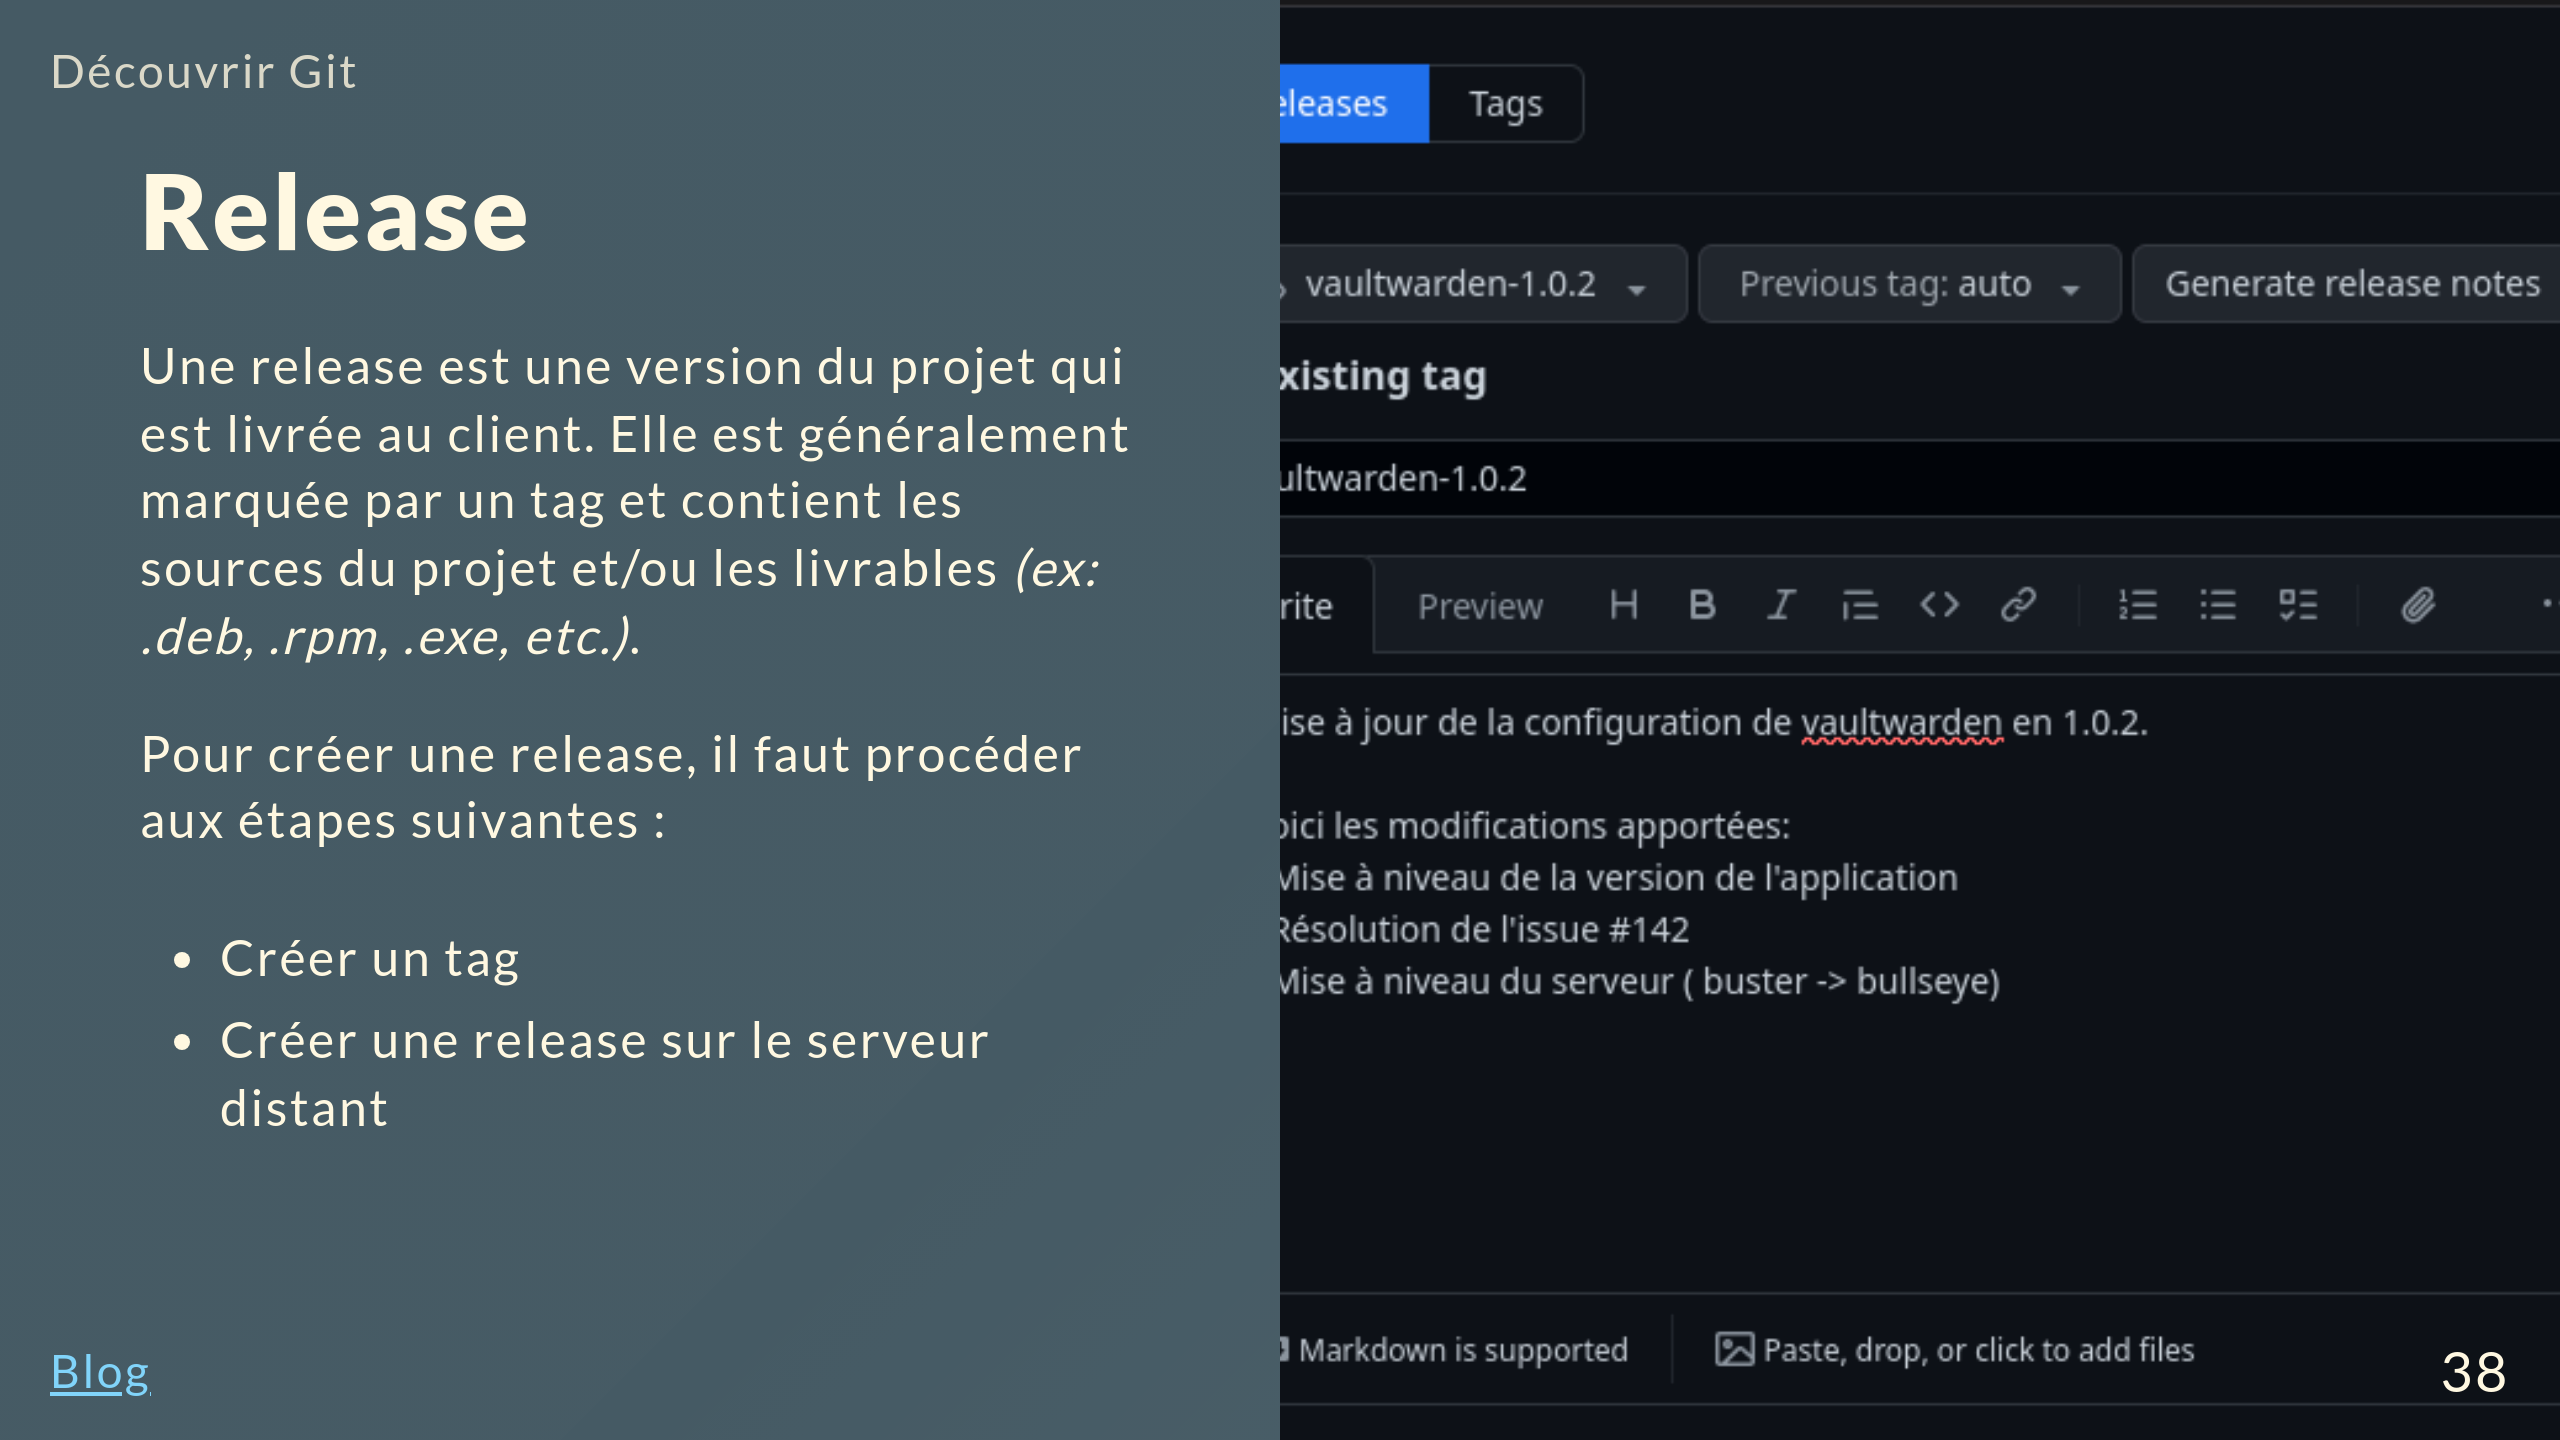 Découvrir Git
Release
Une release est une version du projet qui
est livrée au client. Elle est généralement
marquée par un tag et contient les
sources du projet et/ou les livrables (ex:
.deb, .rpm, .exe, etc.).
Pour créer une release, il faut procéder
aux étapes suivantes :
• Créer un tag
• Créer une release sur le serveur
distant
Blog
eleases Tags
vaultwarden-1.0.2 Previous tag: auto Generate release notes
xisting tag
ultwarden-1.0.2
rite Preview
ise à jour de la configuration de vaultwarden en 1.0.2.
oici les modifications apportées:
Mise à niveau de la version de l'application
Résolution de l'issue #142
Mise à niveau du serveur ( buster -> bullseye)
Markdown is supported Paste, drop, or click to add files
38